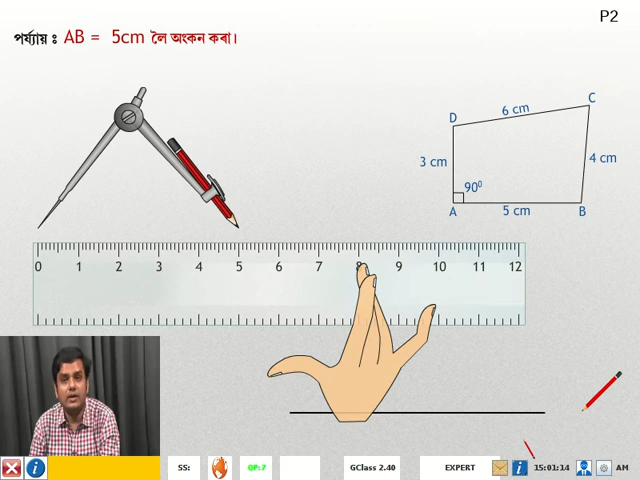 P2
পৰ্য্যায় ঃ AB = 5cm লৈ অংকন কৰা।
C
6 cm
D
3 cm
4 cm
90⁰
A
5 cm
B
0 1 2 3 4 5 6 7 8 9 10 11 12
SS: QP:7 GClass 2.40 EXPERT 15:01:14 AM